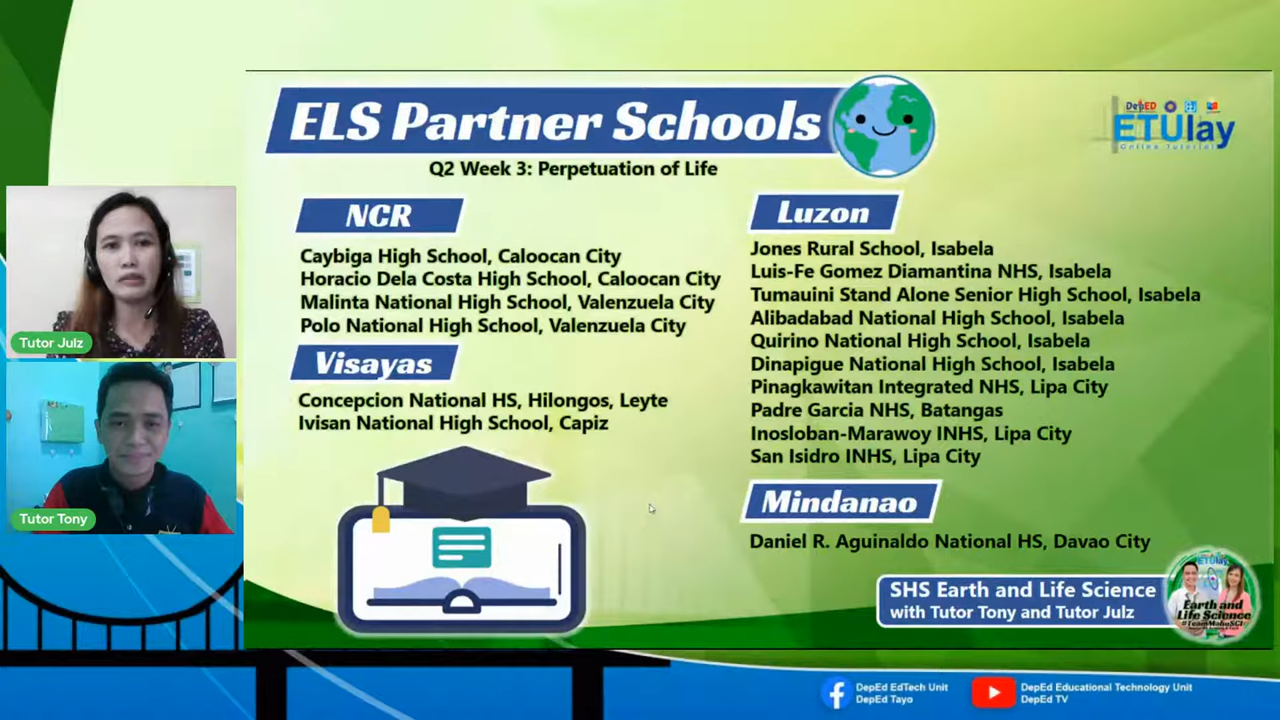 ELS Partner Schools
Q2 Week 3: Perpetuation of Life
DepED
ETUlay
Online Tutorial
NCR
Caybiga High School, Caloocan City
Horacio Dela Costa High School, Caloocan City
Malinta National High School, Valenzuela City
Polo National High School, Valenzuela City
Visayas
Concepcion National HS, Hilongos, Leyte
Ivisan National High School, Capiz
Luzon
Jones Rural School, Isabela
Luis-Fe Gomez Diamantina NHS, Isabela
Tumauini Stand Alone Senior High School, Isabela
Alibadabad National High School, Isabela
Quirino National High School, Isabela
Dinapigue National High School, Isabela
Pinagkawitan Integrated NHS, Lipa City
Padre Garcia NHS, Batangas
Inosloban-Marawoy INHS, Lipa City
San Isidro INHS, Lipa City
Mindanao
Daniel R. Aguinaldo National HS, Davao City
SHS Earth and Life Science
with Tutor Tony and Tutor Julz
ETUlay
Earth and
Life Science
Tutor Julz
Tutor Tony
DepEd EdTech Unit
DepEd Tayo
DepEd Educational Technology Unit
DepEd TV